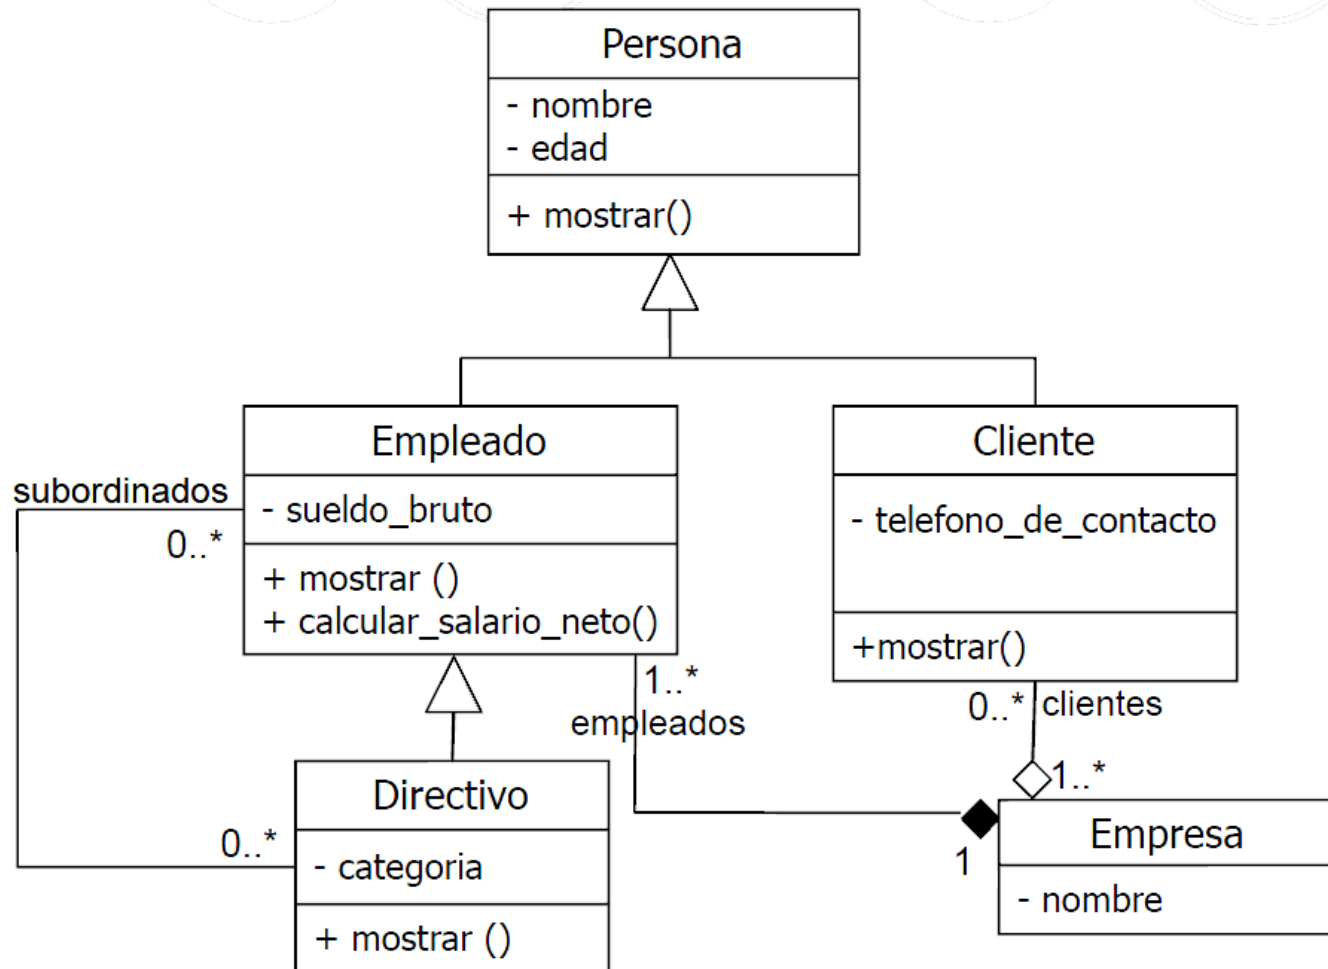 Persona
- nombre
- edad
+ mostrar()
Empleado
- sueldo_bruto
+ mostrar ()
+ calcular_salario_neto()
Cliente
- telefono_de_contacto
+mostrar()
subordinados
0..*
1..*
empleados
0..* clientes
1..*
Directivo
- categoria
+ mostrar ()
0..*
1
Empresa
- nombre